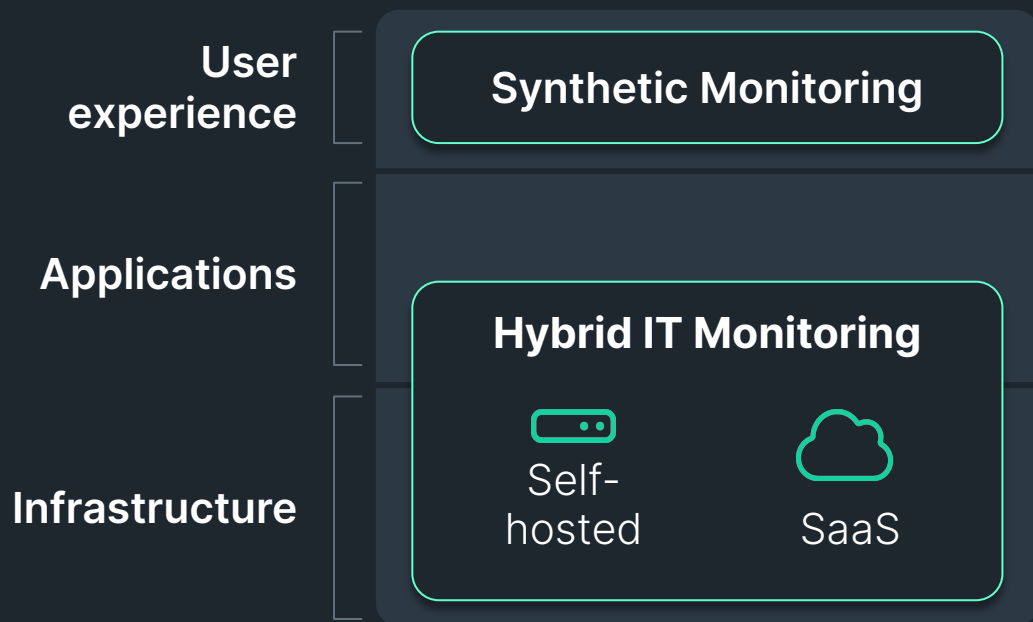 User
experience
Synthetic Monitoring
Applications
Hybrid IT Monitoring
Infrastructure
Self-
hosted
SaaS